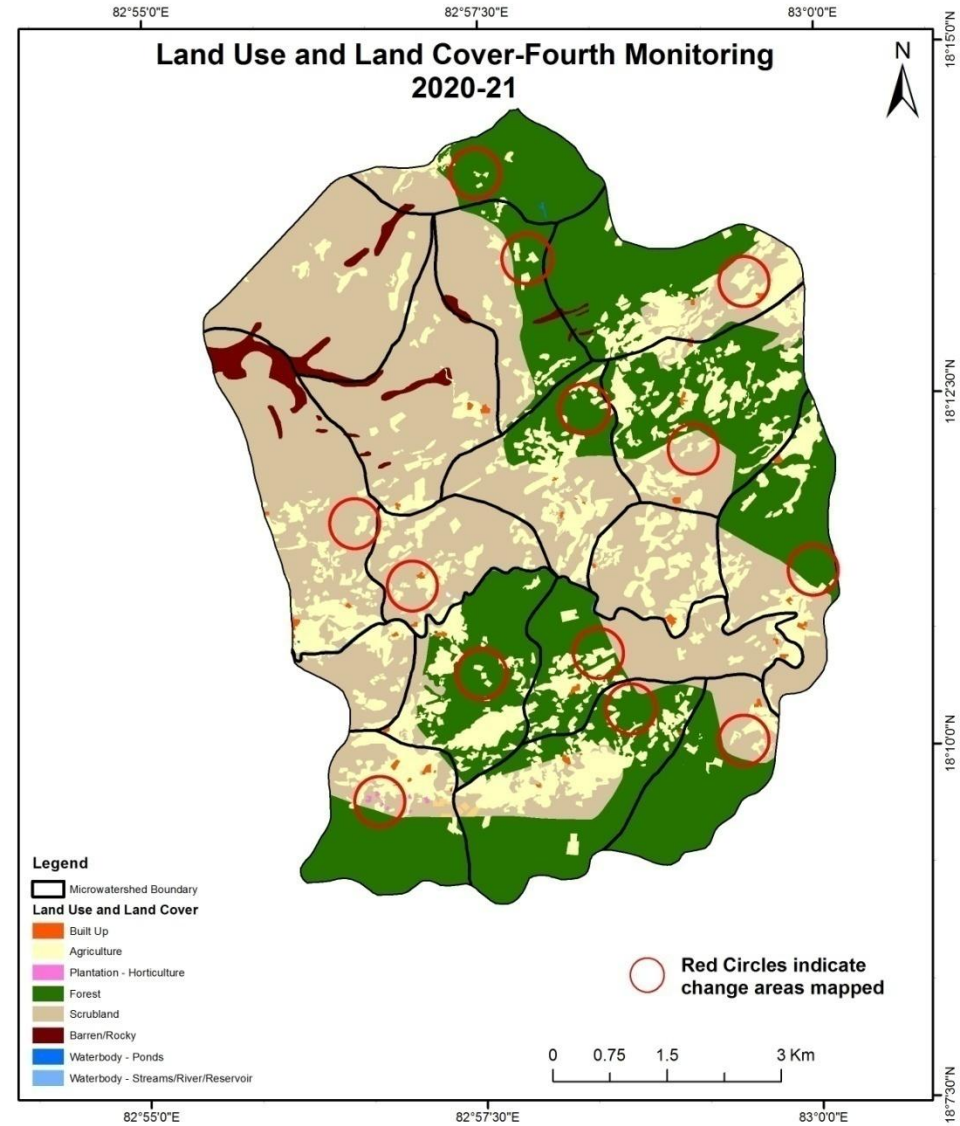 82°55'0"E 82°57'30"E 83°0'0"E
18°15'0"N
Land Use and Land Cover-Fourth Monitoring
2020-21
N
18°12'30"N
18°10'0"N
Legend
Microwatershed Boundary
Land Use and Land Cover
Built Up
Agriculture
Plantation - Horticulture
Forest
Scrubland
Barren/Rocky
Waterbody - Ponds
Waterbody - Streams/River/Reservoir
Red Circles indicate
change areas mapped
0 0.75 1.5 3 Km
18°7'30"N
82°55'0"E 82°57'30"E 83°0'0"E